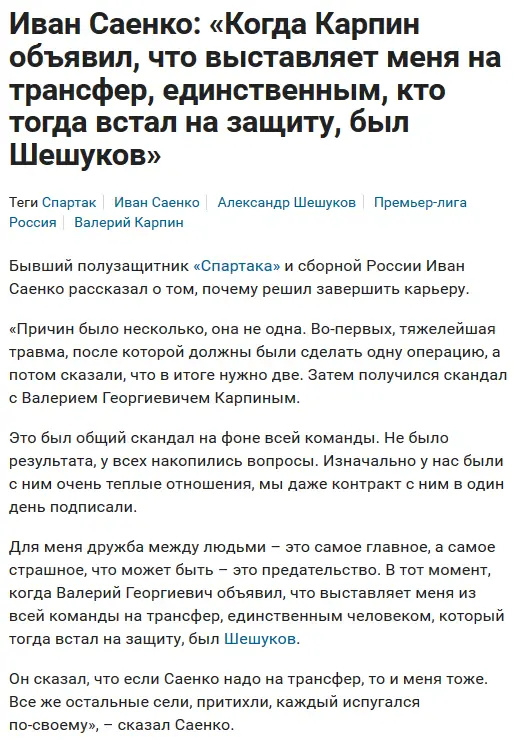 Иван Саенко: «Когда Карпин
объявил, что выставляет меня на
трансфер, единственным, кто
тогда встал на защиту, был
Шешуков»
Теги Спартак Иван Саенко Александр Шешуков Премьер-лига
Россия Валерий Карпин
Бывший полузащитник «Спартака» и сборной России Иван
Саенко рассказал о том, почему решил завершить карьеру.
«Причин было несколько, она не одна. Во-первых, тяжелейшая
травма, после которой должны были сделать одну операцию, а
потом сказали, что в итоге нужно две. Затем получился скандал
с Валерием Георгиевичем Карпиным.
Это был общий скандал на фоне всей команды. Не было
результата, у всех накопились вопросы. Изначально у нас были
с ним очень теплые отношения, мы даже контракт с ним в один
день подписали.
Для меня дружба между людьми – это самое главное, а самое
страшное, что может быть – это предательство. В тот момент,
когда Валерий Георгиевич объявил, что выставляет меня из
всей команды на трансфер, единственным человеком, который
тогда встал на защиту, был Шешуков.
Он сказал, что если Саенко надо на трансфер, то и меня тоже.
Все же остальные сели, притихли, каждый испугался
по-своему», – сказал Саенко.